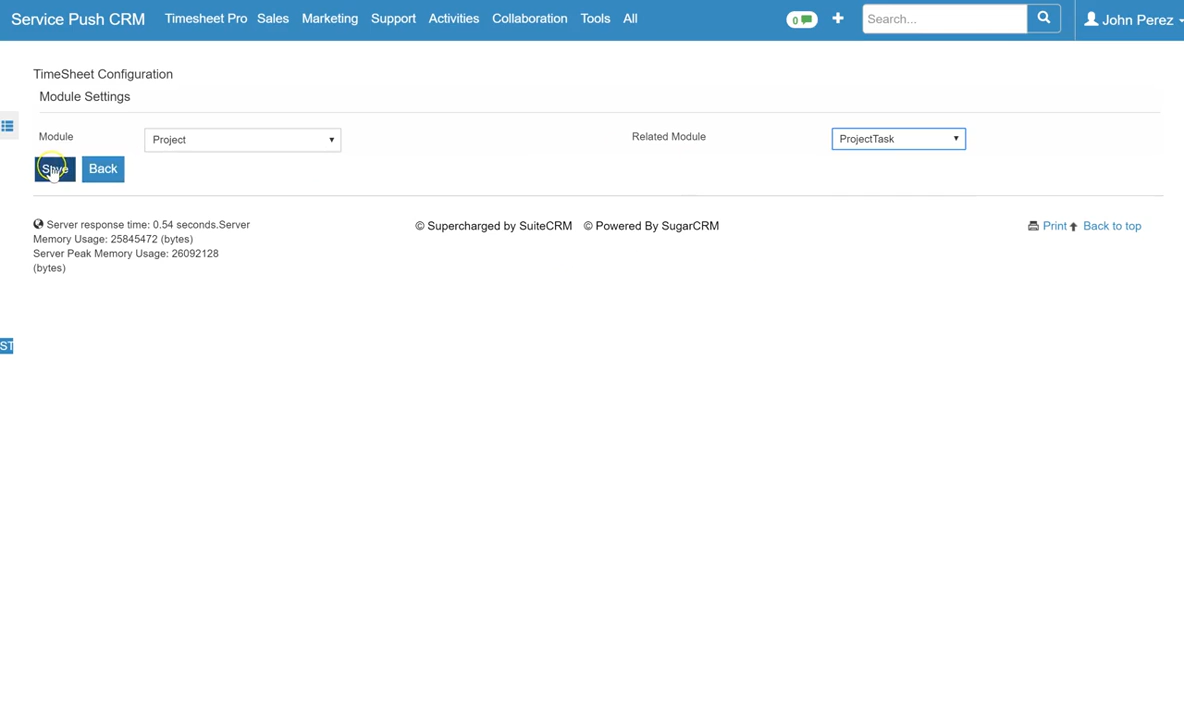 Service Push CRM Timesheet Pro Sales Marketing Support Activities Collaboration Tools All 0 Search... John Perez
TimeSheet Configuration
Module Settings
Module Project Related Module ProjectTask
Save Back
Server response time: 0.54 seconds.Server
Memory Usage: 25845472 (bytes)
Server Peak Memory Usage: 26092128
(bytes)
© Supercharged by SuiteCRM © Powered By SugarCRM
Print Back to top
ST